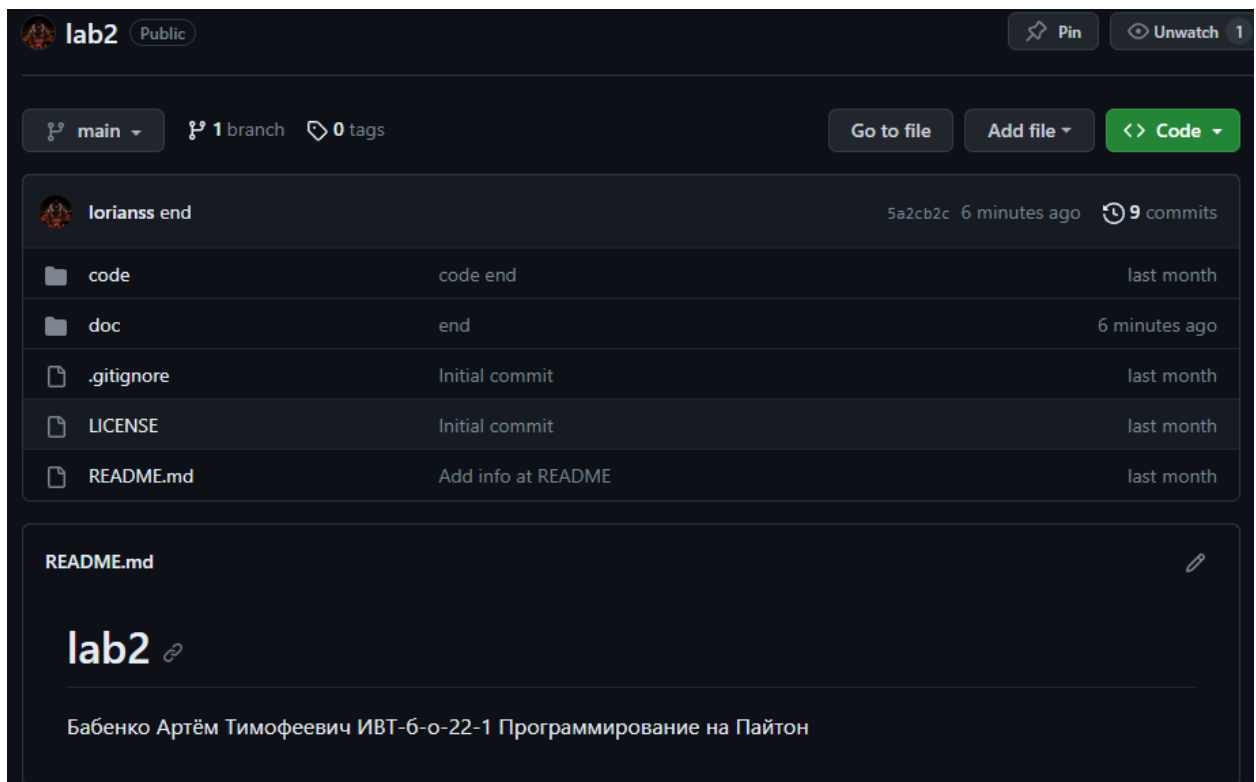 lab2 Public Pin Unwatch 1
main 1 branch 0 tags Go to file Add file <> Code
lorianss end 5a2cb2c 6 minutes ago 9 commits
code code end last month
doc end 6 minutes ago
.gitignore Initial commit last month
LICENSE Initial commit last month
README.md Add info at README last month
README.md
lab2
Бабенко Артём Тимофеевич ИВТ-б-о-22-1 Программирование на Пайтон